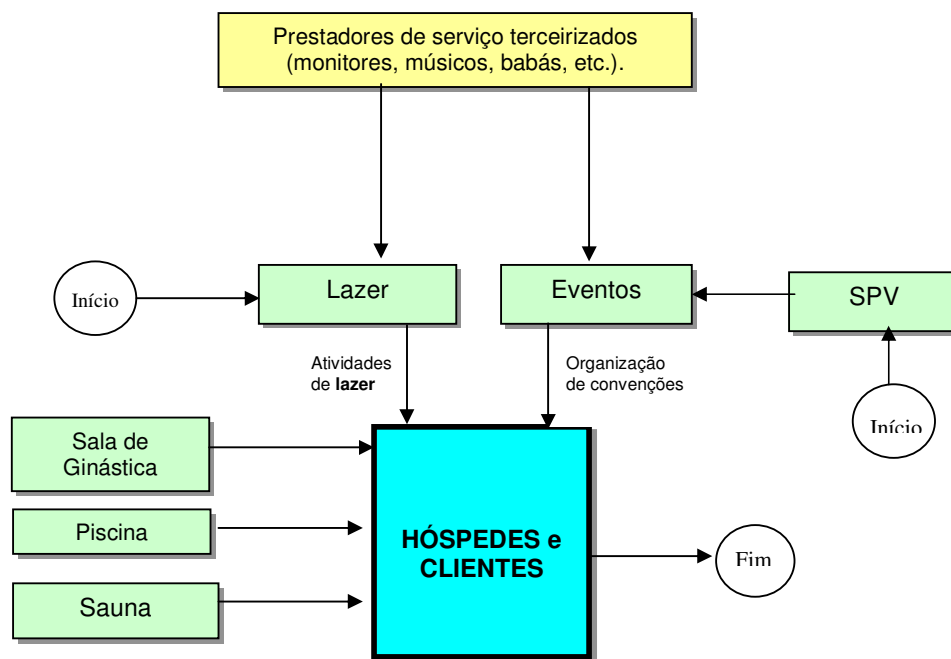 Prestadores de serviço terceirizados
(monitores, músicos, babás, etc.).
Início
Lazer
Eventos
SPV
Atividades
de lazer
Organização
de convenções
Início
Sala de
Ginástica
Piscina
Sauna
HÓSPEDES e
CLIENTES
Fim